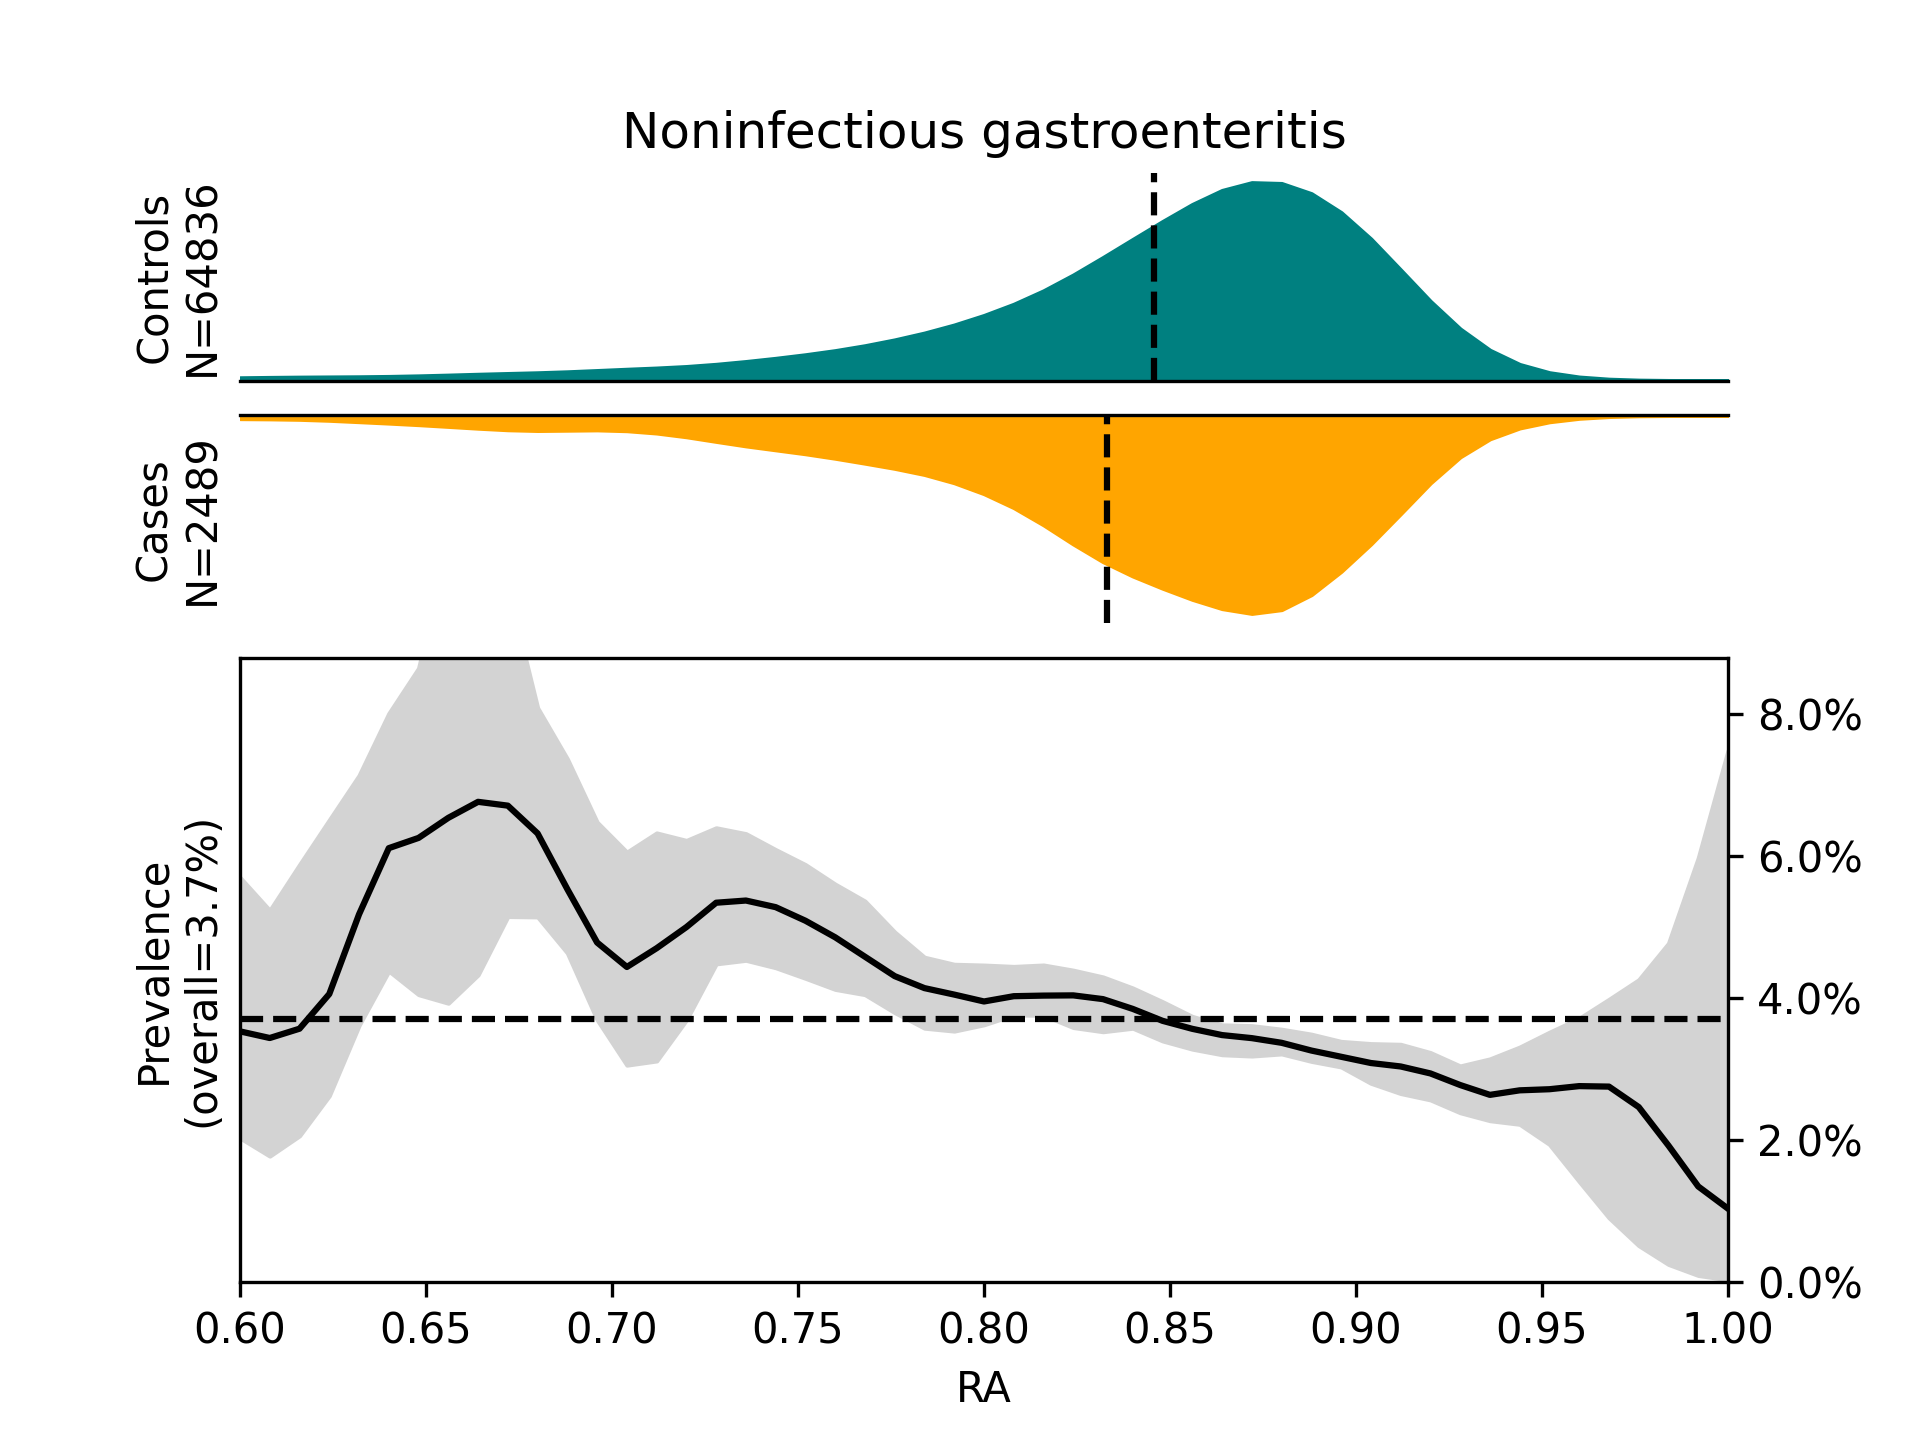 Noninfectious gastroenteritis
Controls
N=64836
Cases
N=2489
Prevalence
(overall=3.7%)
8.0%
6.0%
4.0%
2.0%
0.0%
0.60 0.65 0.70 0.75 0.80 0.85 0.90 0.95 1.00
RA